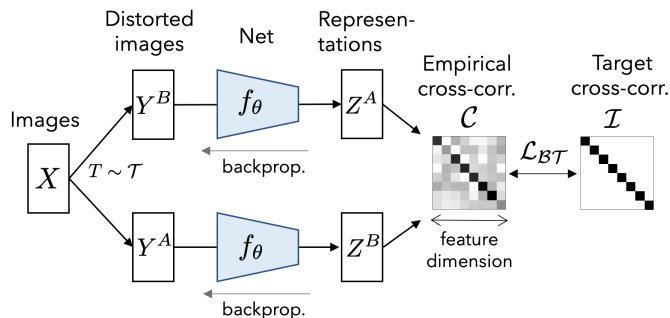 Distorted
images
Net
Represen-
tations
Empirical
cross-corr.
Target
cross-corr.
Images
Y^B
f_θ
Z^A
C
I
backprop.
X
T ~ T
L_BT
Y^A
f_θ
Z^B
feature
dimension
backprop.